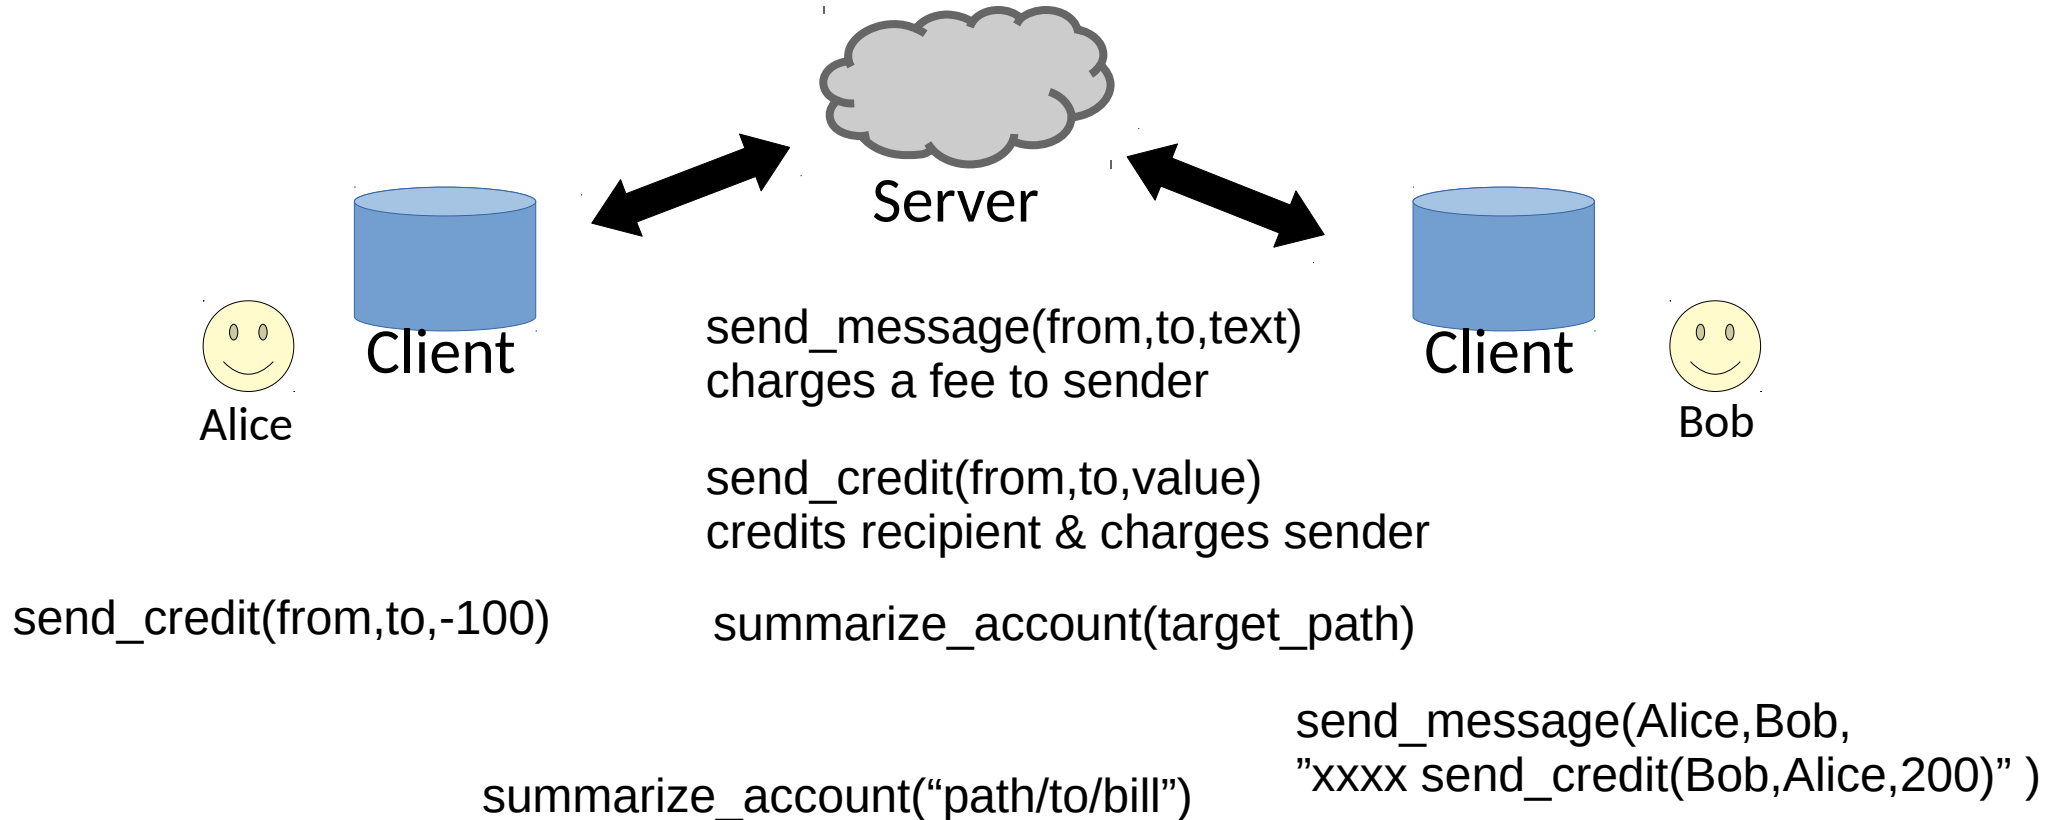 Server
Client
Client
Alice
Bob
send_message(from,to,text)
charges a fee to sender
send_credit(from,to,value)
credits recipient & charges sender
send_credit(from,to,-100)
summarize_account(target_path)
send_message(Alice,Bob,
”xxxx send_credit(Bob,Alice,200)” )
summarize_account(“path/to/bill”)